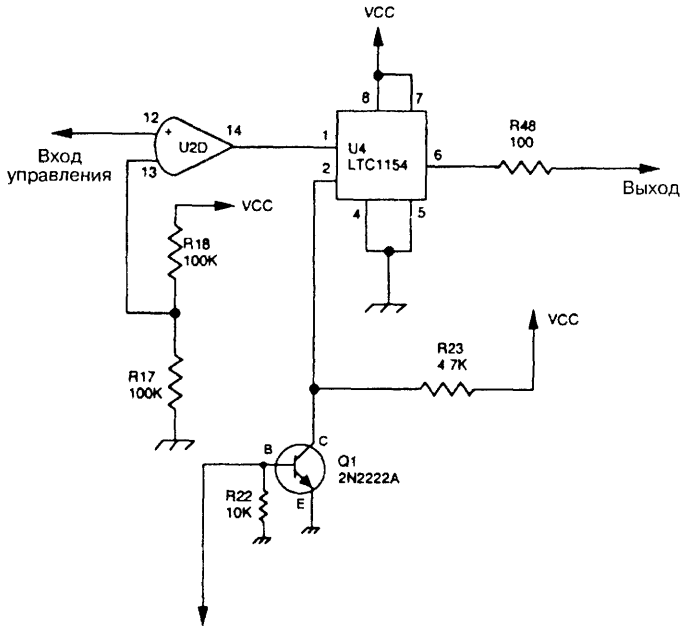 VCC
8
7
12
+
14
U2D
13
Вход
управления
1
2
U4
LTC1154
6
R48
100
Выход
4
5
VCC
R18
100K
R17
100K
VCC
R23
4 7K
B
C
E
Q1
2N2222A
R22
10K